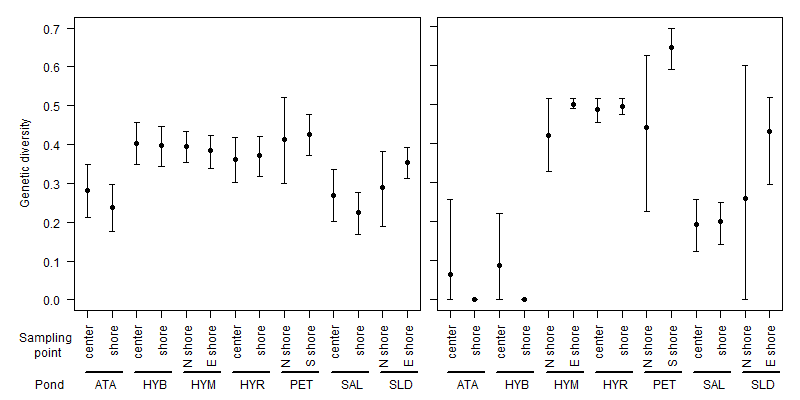 0.7
0.6
0.5
0.4
0.3
0.2
0.1
0.0
Genetic diversity
Sampling
point
center shore center shore N shore E shore center shore N shore S shore center shore N shore E shore center shore center shore N shore E shore center shore N shore S shore center shore N shore E shore
Pond ATA HYB HYM HYR PET SAL SLD ATA HYB HYM HYR PET SAL SLD